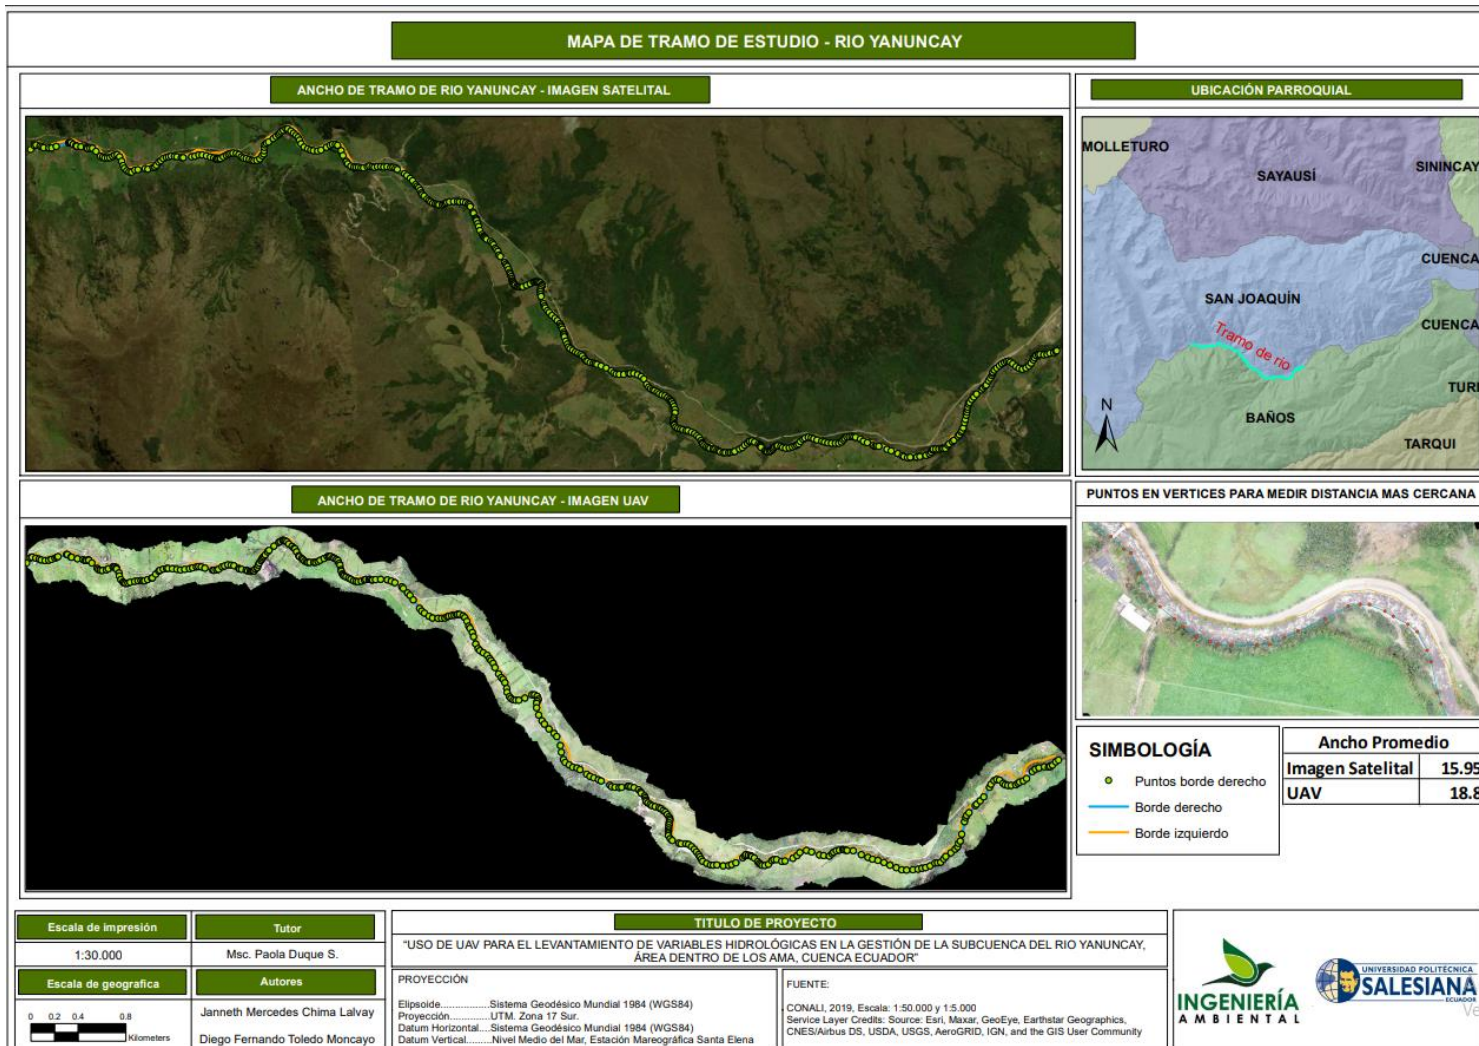 MAPA DE TRAMO DE ESTUDIO - RIO YANUNCAY
ANCHO DE TRAMO DE RIO YANUNCAY - IMAGEN SATELITAL
UBICACIÓN PARROQUIAL
MOLLETURO
SAYAUSÍ
SININCAY
CUENCA
SAN JOAQUÍN
CUENCA
Tramo de río
TURI
N
BAÑOS
TARQUI
ANCHO DE TRAMO DE RIO YANUNCAY - IMAGEN UAV
PUNTOS EN VERTICES PARA MEDIR DISTANCIA MAS CERCANA
SIMBOLOGÍA
Puntos borde derecho
Borde derecho
Borde izquierdo
Ancho Promedio
Imagen Satelital 15.95
UAV 18.8
Escala de impresión
1:30.000
Tutor
Msc. Paola Duque S.
Escala de geografica
0 0.2 0.4 0.8
Kilometers
Autores
Janneth Mercedes Chima Lalvay
Diego Fernando Toledo Moncayo
TITULO DE PROYECTO
“USO DE UAV PARA EL LEVANTAMIENTO DE VARIABLES HIDROLÓGICAS EN LA GESTIÓN DE LA SUBCUENCA DEL RIO YANUNCAY,
ÁREA DENTRO DE LOS AMA, CUENCA ECUADOR”
PROYECCIÓN
Elipsoide................Sistema Geodésico Mundial 1984 (WGS84)
Proyección..............UTM. Zona 17 Sur.
Datum Horizontal....Sistema Geodésico Mundial 1984 (WGS84)
Datum Vertical.........Nivel Medio del Mar, Estación Mareográfica Santa Elena
FUENTE:
CONALI, 2019, Escala: 1:50.000 y 1:5.000
Service Layer Credits: Source: Esri, Maxar, GeoEye, Earthstar Geographics,
CNES/Airbus DS, USDA, USGS, AeroGRID, IGN, and the GIS User Community
INGENIERÍA
AMBIENTAL
UNIVERSIDAD POLITÉCNICA
SALESIANA
ECUADOR